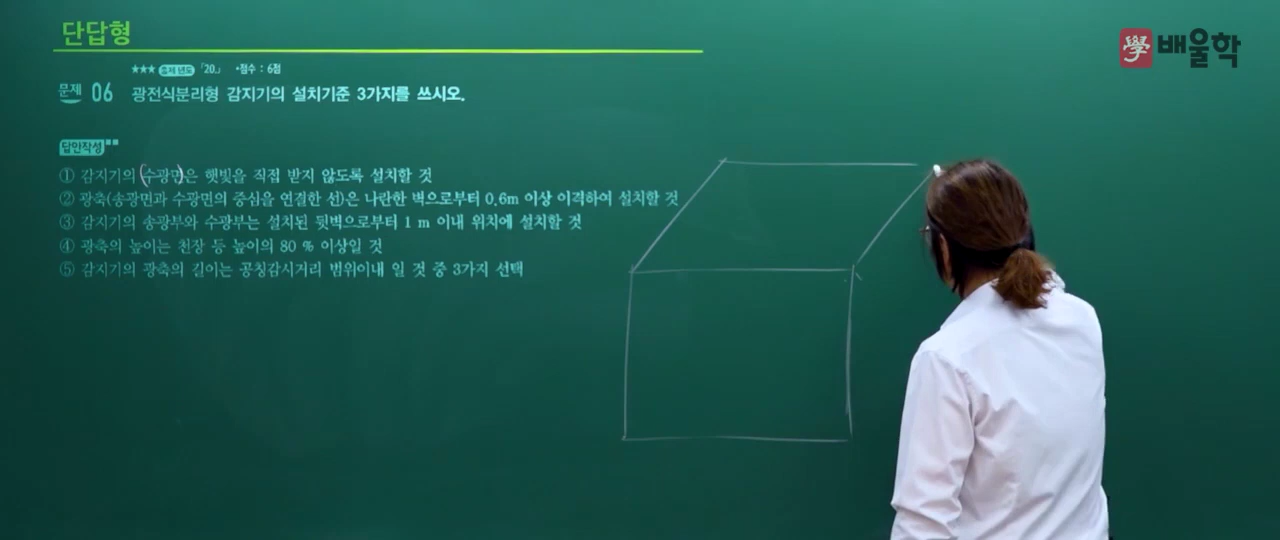 단답형
學 배울학
★★★ 출제년도 「20.」 •점수 : 6점
문제 06 광전식분리형 감지기의 설치기준 3가지를 쓰시오.
답안작성
① 감지기의 (수광면)은 햇빛을 직접 받지 않도록 설치할 것
② 광축(송광면과 수광면의 중심을 연결한 선)은 나란한 벽으로부터 0.6m 이상 이격하여 설치할 것
③ 감지기의 송광부와 수광부는 설치된 뒷벽으로부터 1 m 이내 위치에 설치할 것
④ 광축의 높이는 천장 등 높이의 80 % 이상일 것
⑤ 감지기의 광축의 길이는 공칭감시거리 범위이내 일 것 중 3가지 선택